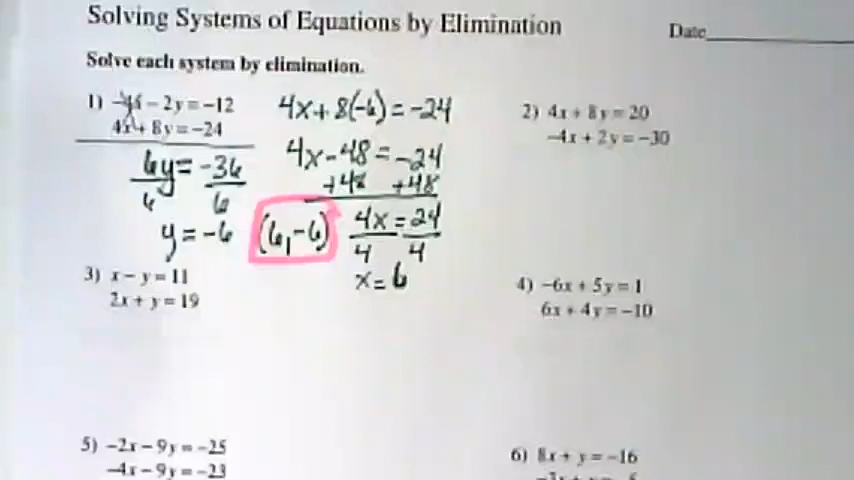 Solving Systems of Equations by Elimination
Date
Solve each system by elimination.
1) -4x - 2y = -12
4x + 8y = -24
6y = -36
6 6
y = -6
4x + 8(-6) = -24
4x - 48 = -24
+48 +48
4x = 24
4 4
x = 6
(6, -6)
2) 4x + 8y = 20
-4x + 2y = -30
3) x - y = 11
2x + y = 19
4) -6x + 5y = 1
6x + 4y = -10
5) -2x - 9y = -25
-4x - 9y = -23
6) 8x + y = -16